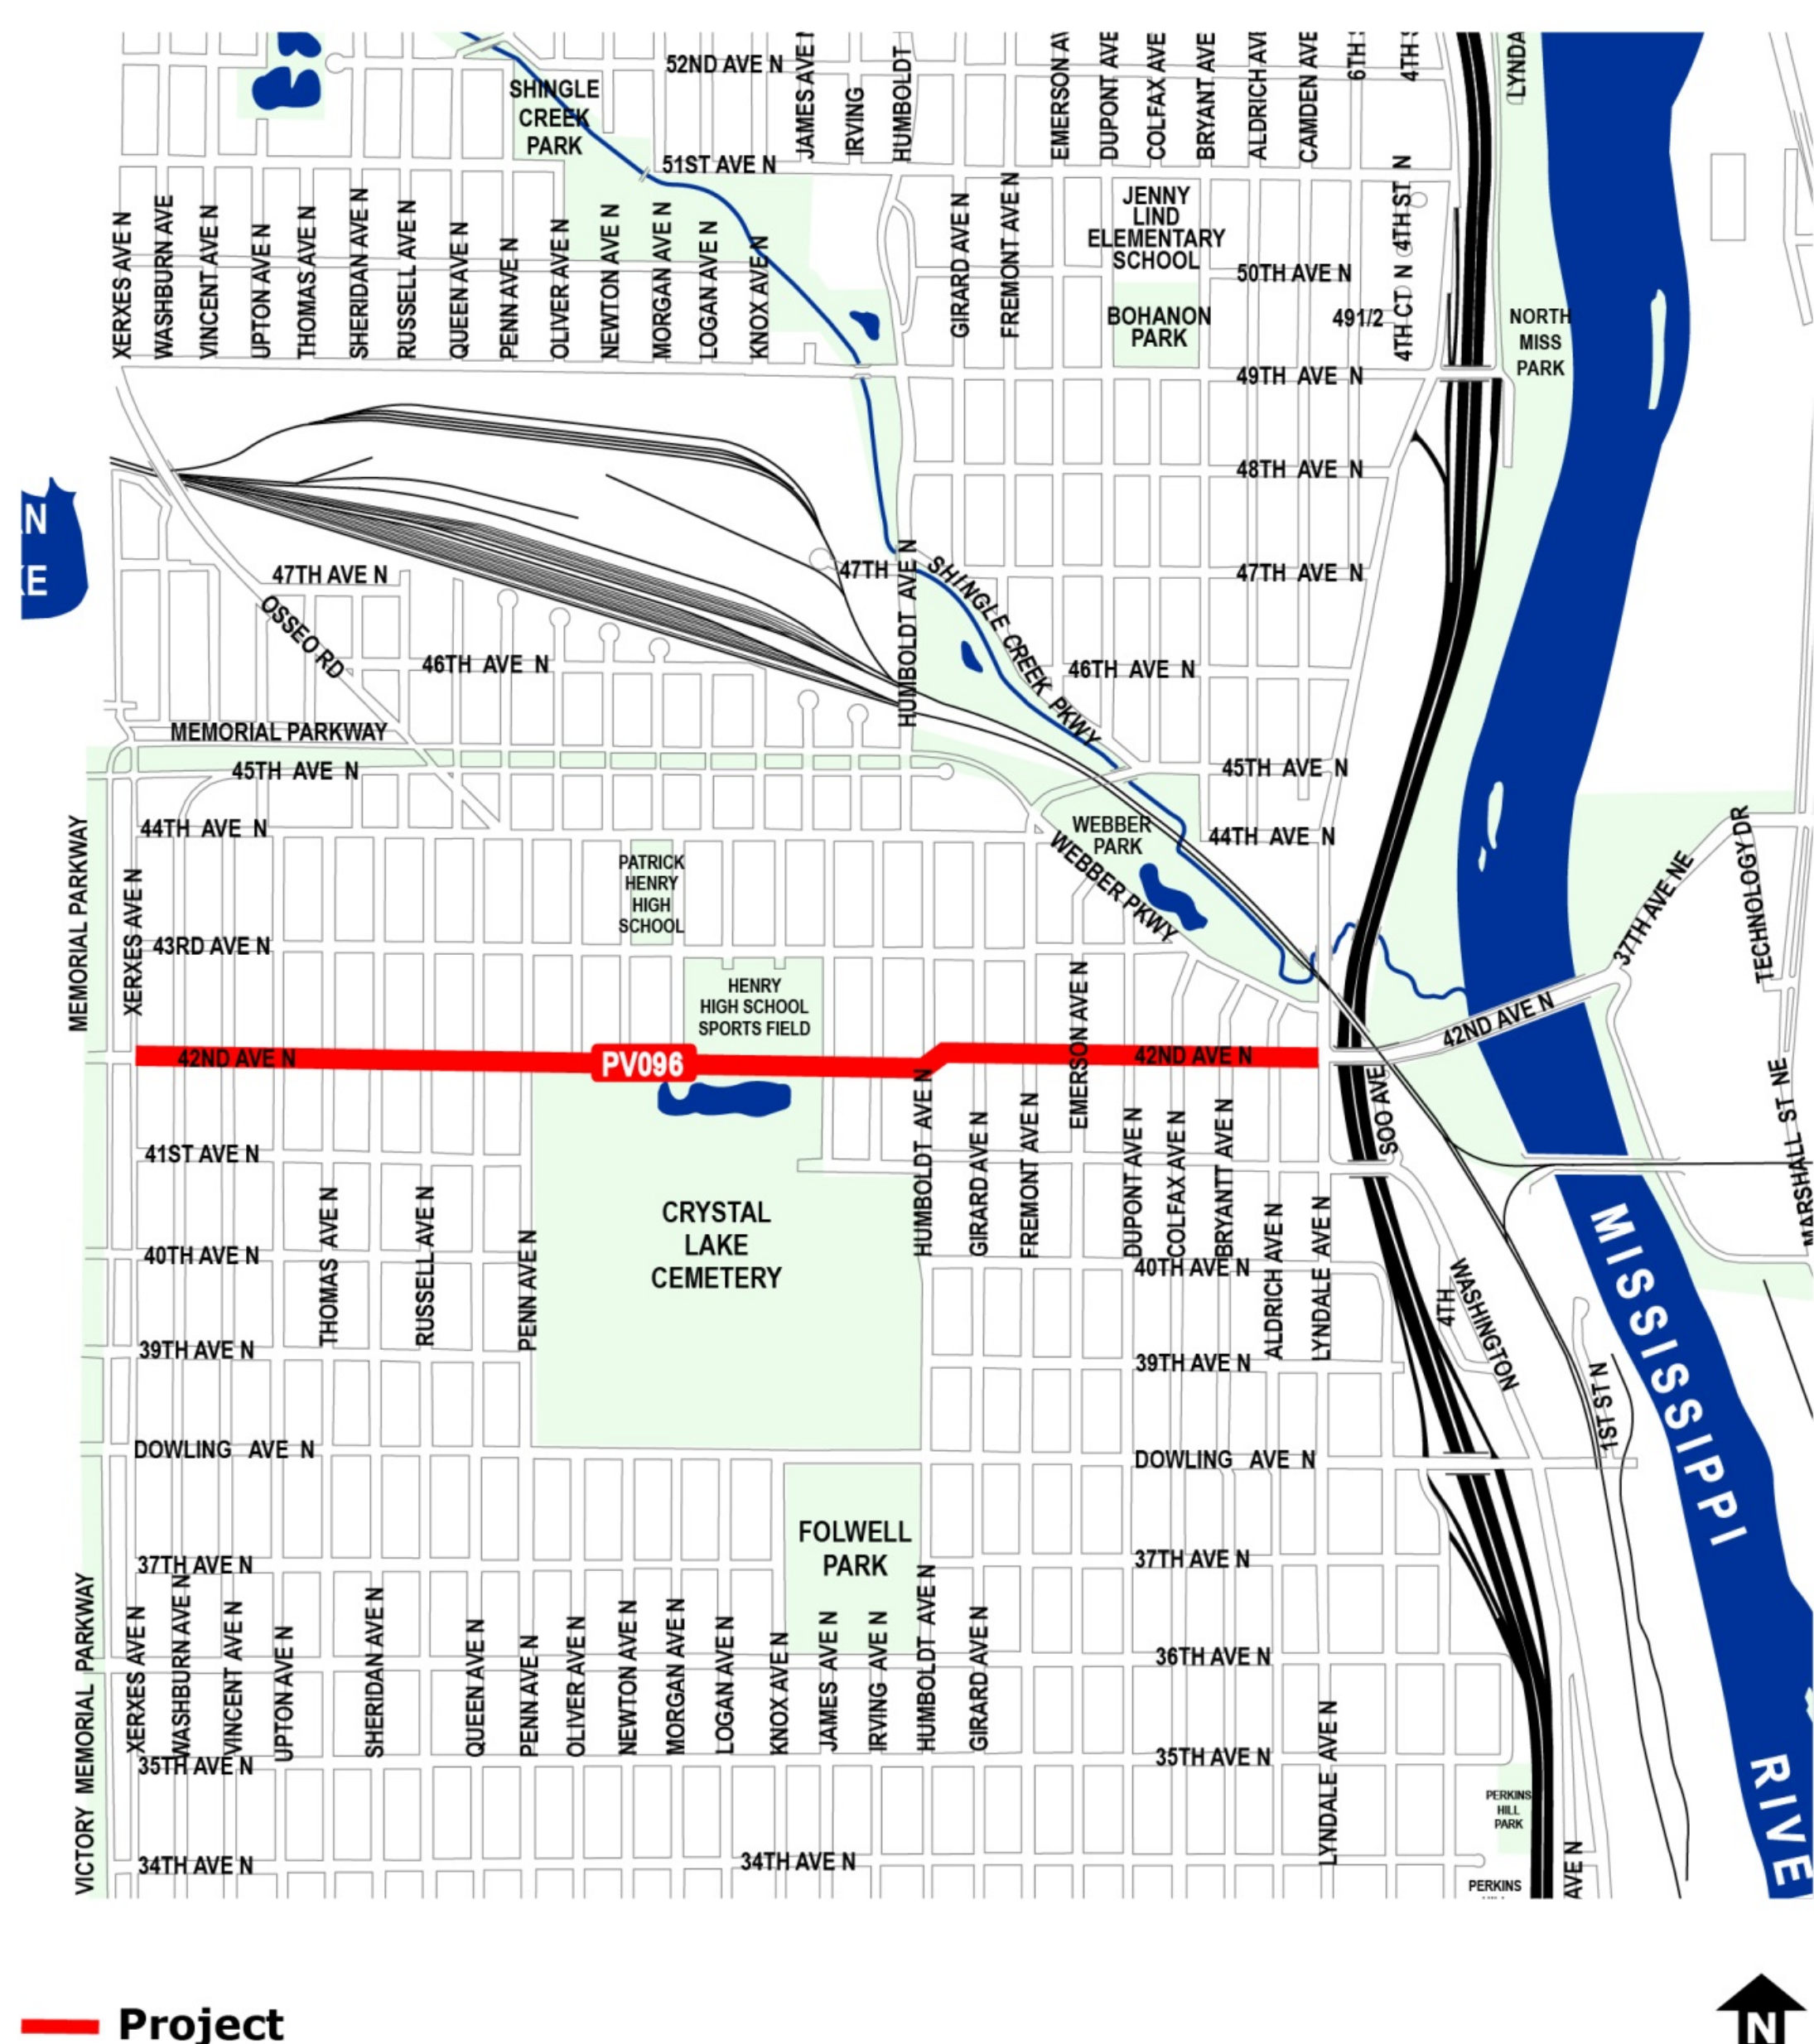 52ND AVE N
JAMES AVE N
IRVING
HUMBOLDT
EMERSON AV
DUPONT AVE
COLFAX AVE
BRYANT AVE
ALDRICH AVE
CAMDEN AVE
6TH S
4TH S
LYNDA
SHINGLE
CREEK
PARK
51ST AVE N
XERXES AVE N
WASHBURN AVE
VINCENT AVE N
UPTON AVE N
THOMAS AVE N
SHERIDAN AVE N
RUSSELL AVE N
QUEEN AVE N
PENN AVE N
OLIVER AVE N
NEWTON AVE N
MORGAN AVE N
LOGAN AVE N
KNOX AVE N
GIRARD AVE N
FREMONT AVE N
JENNY
LIND
ELEMENTARY
SCHOOL
4TH ST N
50TH AVE N
4TH CT N
BOHANON
PARK
491/2
NORTH
MISS
PARK
49TH AVE N
48TH AVE N
N
E
47TH AVE N
47TH
HUMBOLDT AVE N
SHINGLE CREEK PKWY
47TH AVE N
OSSEO RD
46TH AVE N
46TH AVE N
MEMORIAL PARKWAY
45TH AVE N
45TH AVE N
44TH AVE N
WEBBER
PARK
44TH AVE N
WEBBER PKWY
MEMORIAL PARKWAY
XERXES AVE N
PATRICK
HENRY
HIGH
SCHOOL
37TH AVE NE
TECHNOLOGY DR
43RD AVE N
HENRY
HIGH SCHOOL
SPORTS FIELD
EMERSON AVE N
42ND AVE N
42ND AVE N
PV096
42ND AVE N
SOO AVE
MARSHALL ST NE
41ST AVE N
HUMBOLDT AVE N
GIRARD AVE N
FREMONT AVE N
DUPONT AVE N
COLFAX AVE N
BRYANTT AVE N
ALDRICH AVE N
LYNDALE AVE N
CRYSTAL
LAKE
CEMETERY
40TH AVE N
40TH AVE N
THOMAS AVE N
RUSSELL AVE N
PENN AVE N
4TH
WASHINGTON
MISSISSIPPI
39TH AVE N
39TH AVE N
1ST ST N
DOWLING AVE N
DOWLING AVE N
FOLWELL
PARK
37TH AVE N
37TH AVE N
VICTORY MEMORIAL PARKWAY
XERXES AVE N
WASHBURN AVE N
VINCENT AVE N
UPTON AVE N
SHERIDAN AVE N
QUEEN AVE N
PENN AVE N
OLIVER AVE N
NEWTON AVE N
MORGAN AVE N
LOGAN AVE N
KNOX AVE N
JAMES AVE N
IRVING AVE N
HUMBOLDT AVE N
GIRARD AVE N
36TH AVE N
35TH AVE N
35TH AVE N
LYNDALE AVE N
RIVE
PERKINS
HILL
PARK
34TH AVE N
34TH AVE N
AVE N
PERKINS
Project
N